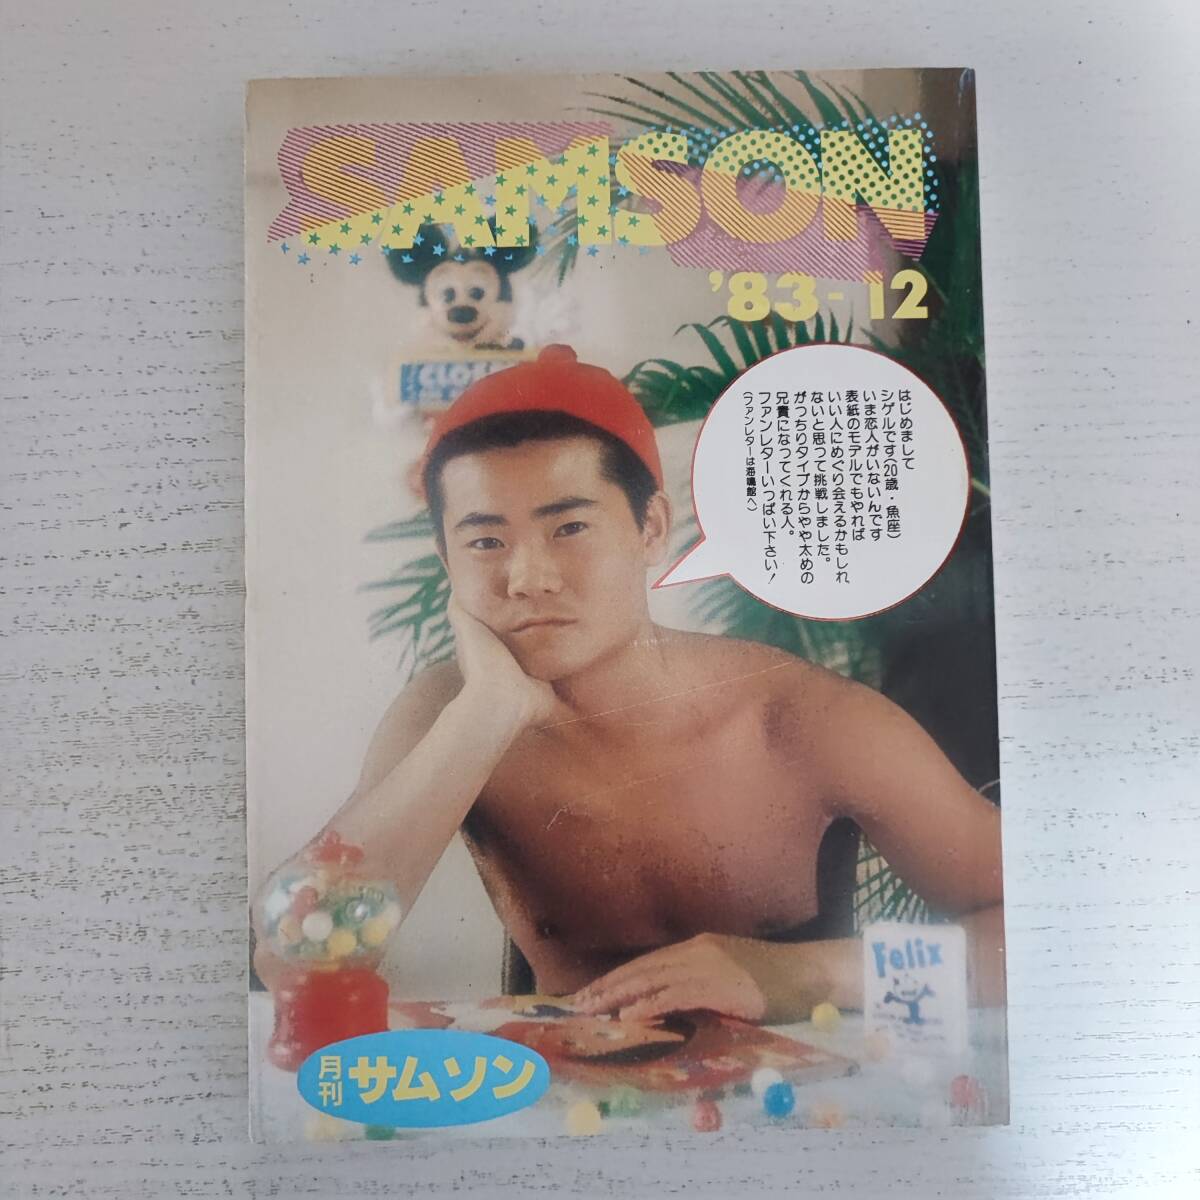 SAMSON
'83-12
CLOSE
はじめまして
シゲルです(20歳・魚座)
いま恋人がいないんです
表紙のモデルでもやれば
いい人にめぐり会えるかもしれ
ないと思って挑戦しました。
がっちりタイプからやや太めの
兄貴になってくれる人。
ファンレターいっぱい下さい!
(ファンレターは海鳴館へ)
Felix
月刊 サムソン